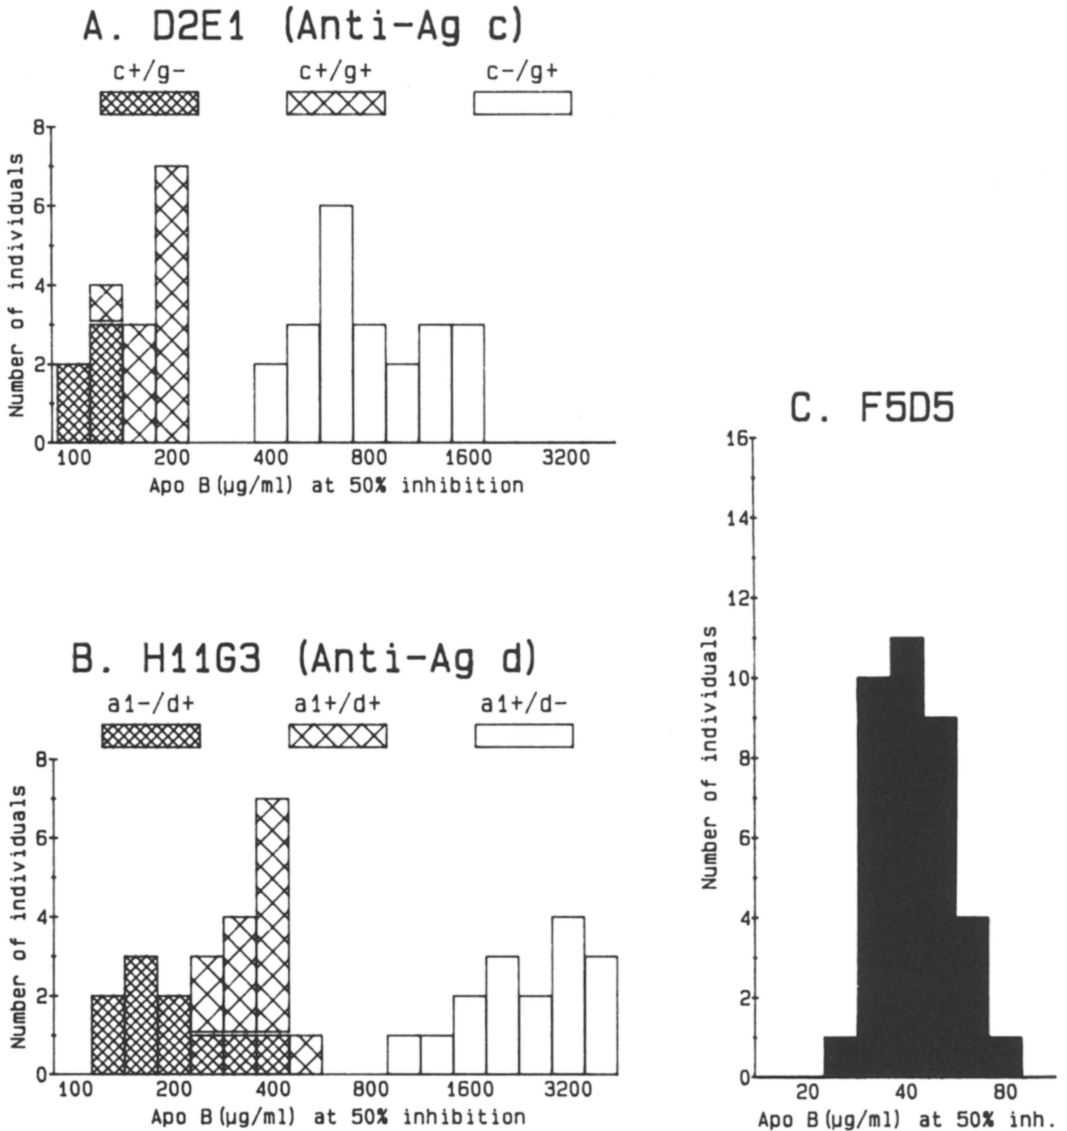 A. D2E1 (Anti-Ag c)
c+/g- c+/g+ c-/g+
8
6
4
2
0
Number of individuals
100 200 400 800 1600 3200
Apo B(µg/ml) at 50% inhibition
B. H11G3 (Anti-Ag d)
a1-/d+ a1+/d+ a1+/d-
8
6
4
2
0
Number of individuals
100 200 400 800 1600 3200
Apo B(µg/ml) at 50% inhibition
C. F5D5
16
14
12
10
8
6
4
2
0
Number of individuals
20 40 80
Apo B(µg/ml) at 50% inh.